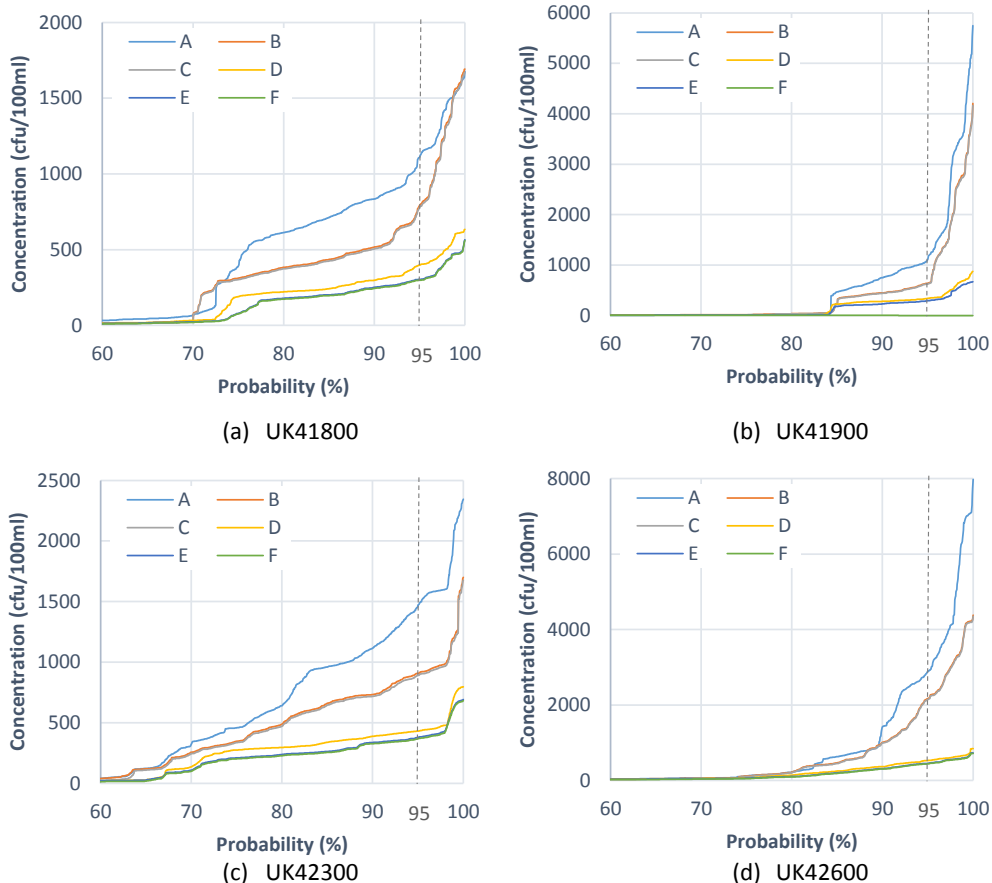 2000
1500
1000
500
0
60 70 80 90 95 100
Concentration (cfu/100ml)
Probability (%)
A B
C D
E F
(a) UK41800
6000
5000
4000
3000
2000
1000
0
60 70 80 90 95 100
Concentration (cfu/100ml)
Probability (%)
A B
C D
E F
(b) UK41900
2500
2000
1500
1000
500
0
60 70 80 90 95 100
Concentration (cfu/100ml)
Probability (%)
A B
C D
E F
(c) UK42300
8000
6000
4000
2000
0
60 70 80 90 95 100
Concentration (cfu/100ml)
Probability (%)
A B
C D
E F
(d) UK42600